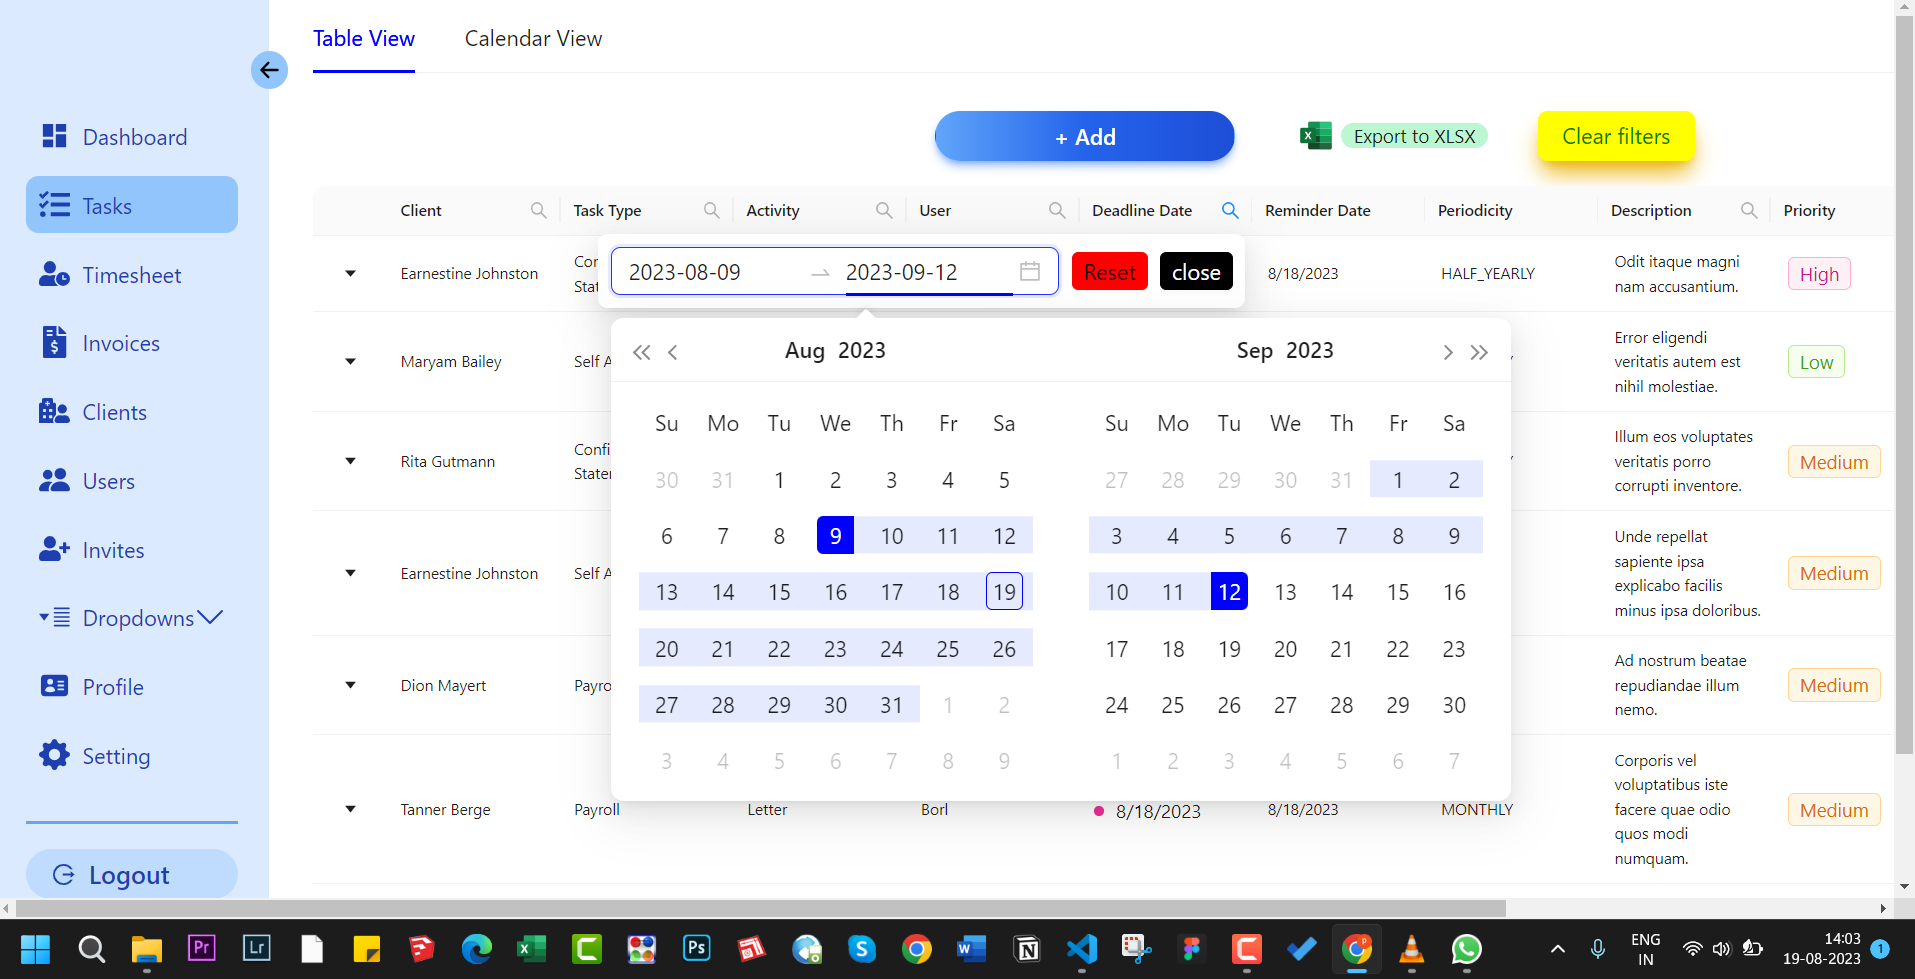 Table View
Calendar View
Dashboard
Tasks
Timesheet
Invoices
Clients
Users
Invites
Dropdowns
Profile
Setting
Logout
+ Add
Export to XLSX
Clear filters
Client
Task Type
Activity
User
Deadline Date
Reminder Date
Periodicity
Description
Priority
Earnestine Johnston
8/18/2023
HALF_YEARLY
Odit itaque magni
nam accusantium.
High
2023-08-09
2023-09-12
Reset
close
Maryam Bailey
Self A
Error eligendi
veritatis autem est
nihil molestiae.
Low
Rita Gutmann
Confi
Stater
Illum eos voluptates
veritatis porro
corrupti inventore.
Medium
Earnestine Johnston
Self A
Unde repellat
sapiente ipsa
explicabo facilis
minus ipsa doloribus.
Medium
Dion Mayert
Payro
Ad nostrum beatae
repudiandae illum
nemo.
Medium
Tanner Berge
Payroll
Letter
Borl
8/18/2023
8/18/2023
MONTHLY
Corporis vel
voluptatibus iste
facere quae odio
quos modi
numquam.
Medium
Aug 2023
Su Mo Tu We Th Fr Sa
30 31 1 2 3 4 5
6 7 8 9 10 11 12
13 14 15 16 17 18 19
20 21 22 23 24 25 26
27 28 29 30 31 1 2
3 4 5 6 7 8 9
Sep 2023
Su Mo Tu We Th Fr Sa
27 28 29 30 31 1 2
3 4 5 6 7 8 9
10 11 12 13 14 15 16
17 18 19 20 21 22 23
24 25 26 27 28 29 30
1 2 3 4 5 6 7
Pr
Lr
Ps
ENG
IN
14:03
19-08-2023
1